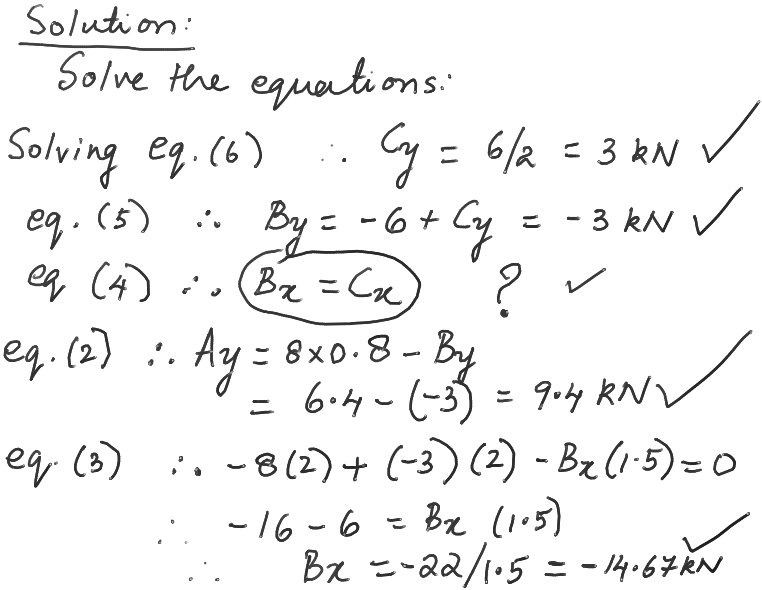 Solution:
Solve the equations:
Solving eq. (6) ∴ Cy = 6/2 = 3 kN ✓
eq. (5) ∴ By = -6 + Cy = -3 kN ✓
eq (4) ∴ Bx = Cx ? ✓
eq. (2) ∴ Ay = 8x0.8 - By
= 6.4 - (-3) = 9.4 kN ✓
eq. (3) ∴ -8(2) + (-3)(2) - Bx(1.5) = 0
∴ -16 - 6 = Bx (1.5)
∴ Bx = -22/1.5 = -14.67 kN ✓